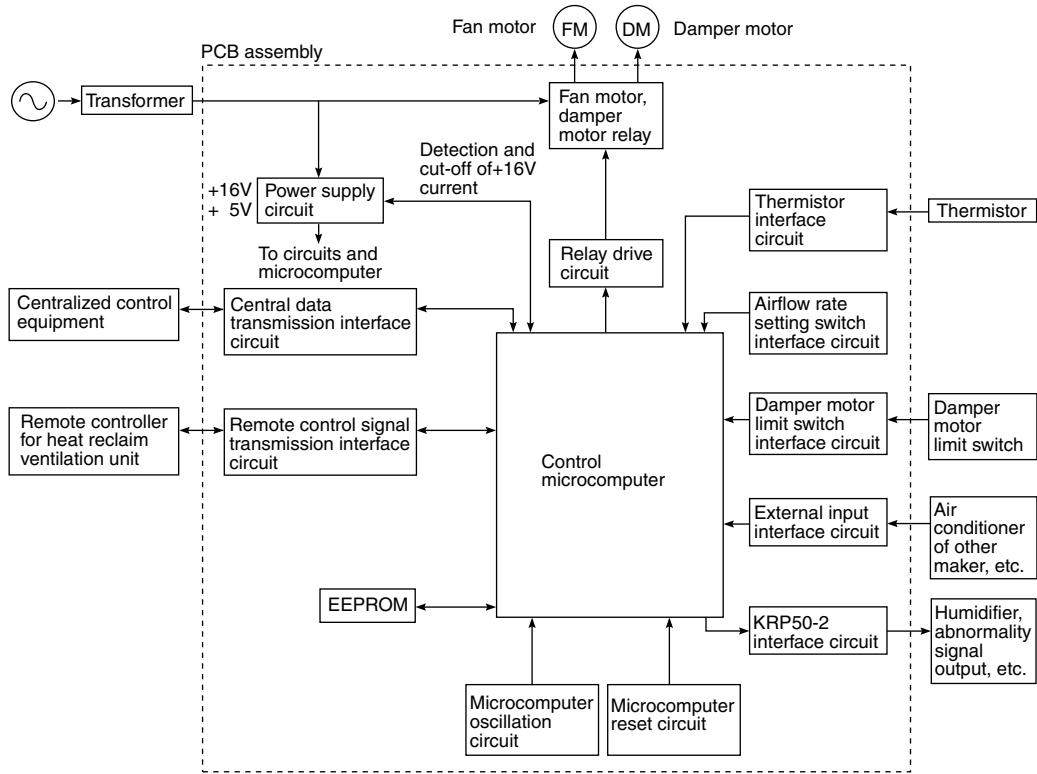 Fan motor
FM
DM
Damper motor
PCB assembly
Transformer
Fan motor,
damper
motor relay
Detection and
cut-off of+16V
current
+16V
+ 5V
Power supply
circuit
To circuits and
microcomputer
Relay drive
circuit
Thermistor
interface
circuit
Thermistor
Centralized control
equipment
Central data
transmission interface
circuit
Airflow rate
setting switch
interface circuit
Remote controller
for heat reclaim
ventilation unit
Remote control signal
transmission interface
circuit
Control
microcomputer
Damper motor
limit switch
interface circuit
Damper
motor
limit switch
External input
interface circuit
Air
conditioner
of other
maker, etc.
EEPROM
KRP50-2
interface circuit
Humidifier,
abnormality
signal
output, etc.
Microcomputer
oscillation
circuit
Microcomputer
reset circuit